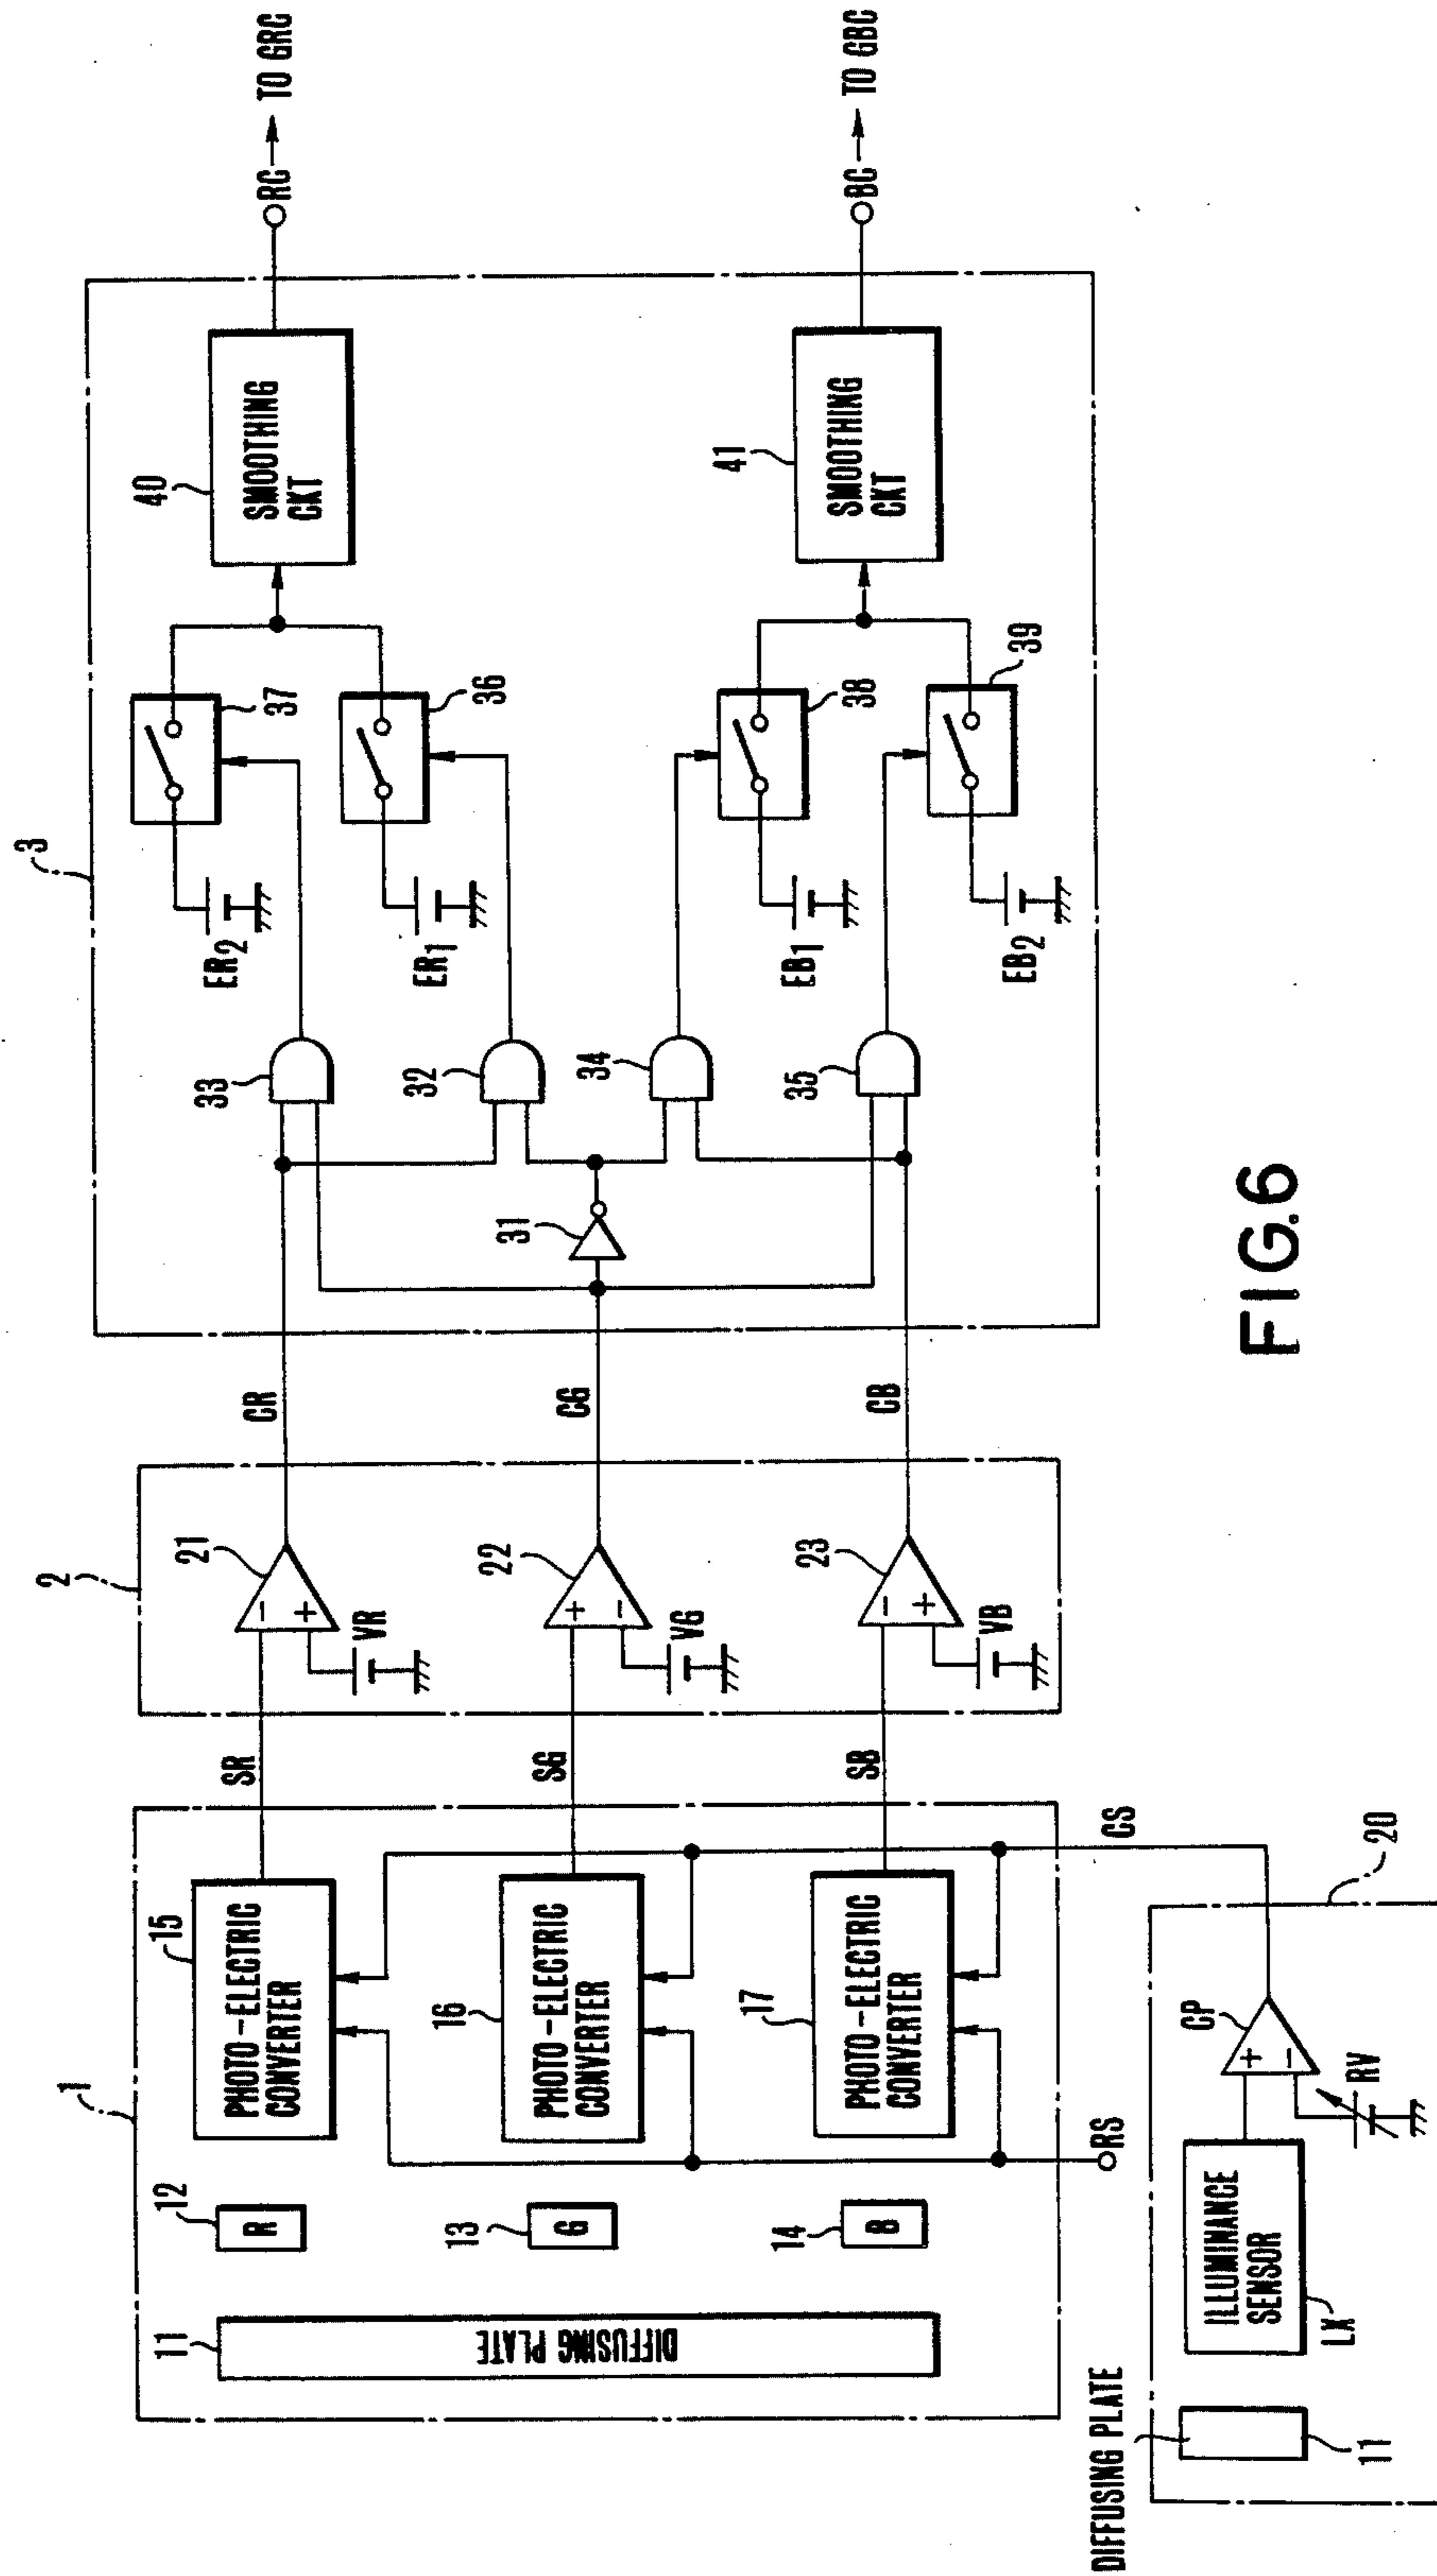 1
11
DIFFUSING PLATE
12
R
13
G
14
B
15
PHOTO-ELECTRIC
CONVERTER
16
PHOTO-ELECTRIC
CONVERTER
17
PHOTO-ELECTRIC
CONVERTER
RS
CS
SR
SG
SB
2
21
-
+
VR
22
+
-
VG
23
-
+
VB
CR
CG
CB
3
31
33
32
34
35
ER2
ER1
EB1
EB2
37
36
38
39
40
SMOOTHING
CKT
41
SMOOTHING
CKT
RC → TO GRC
BC → TO GBC
DIFFUSING PLATE
11
ILLUMINANCE
SENSOR
LX
CP
+
-
RV
20
FIG.6